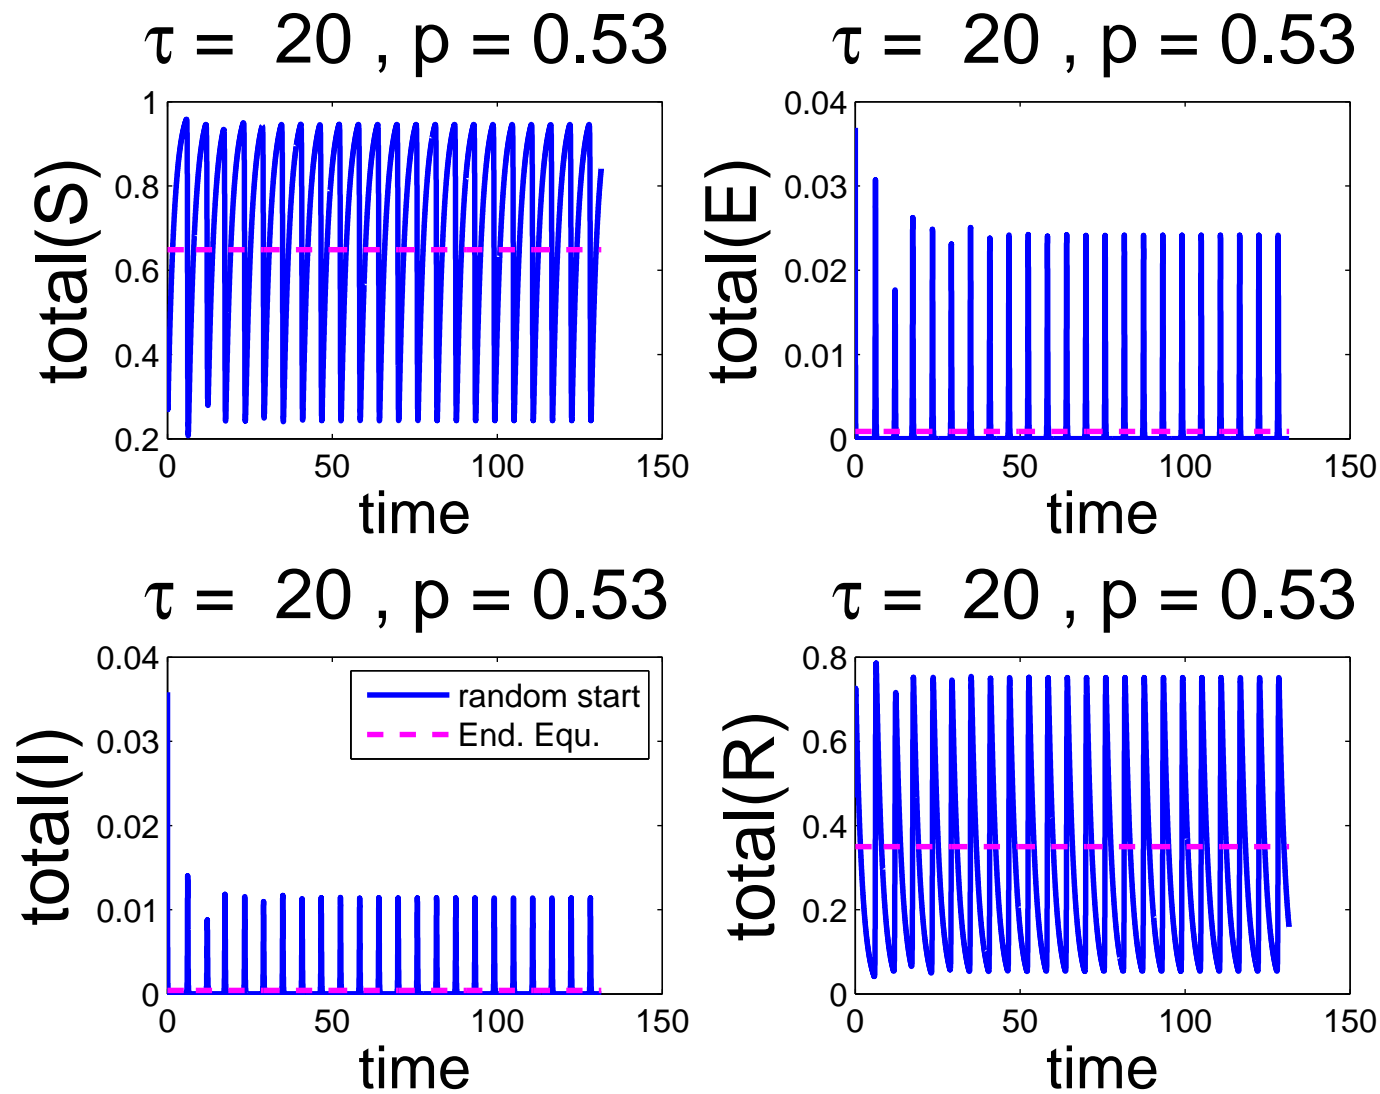 τ = 20 , p = 0.53
total(S)
1
0.8
0.6
0.4
0.2
0 50 100 150
time
τ = 20 , p = 0.53
total(E)
0.04
0.03
0.02
0.01
0
0 50 100 150
time
τ = 20 , p = 0.53
total(I)
0.04
0.03
0.02
0.01
0
random start
End. Equ.
0 50 100 150
time
τ = 20 , p = 0.53
total(R)
0.8
0.6
0.4
0.2
0
0 50 100 150
time